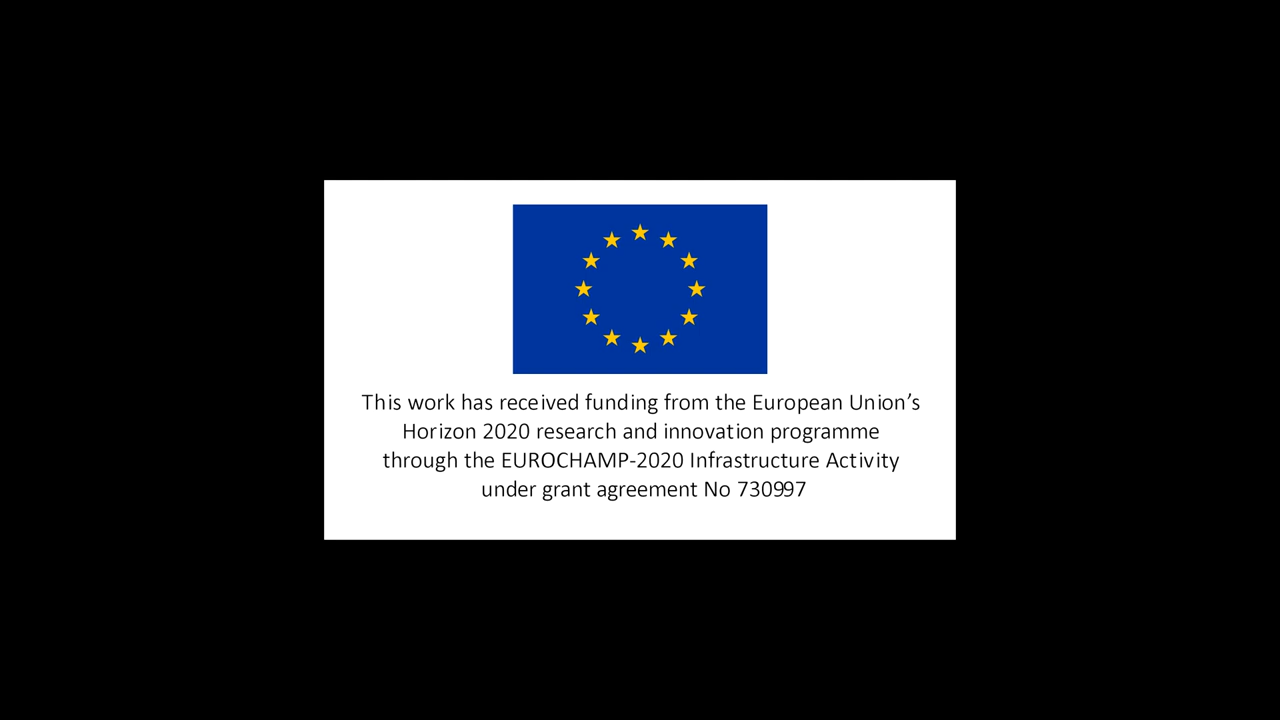 This work has received funding from the European Union’s
Horizon 2020 research and innovation programme
through the EUROCHAMP-2020 Infrastructure Activity
under grant agreement No 730997